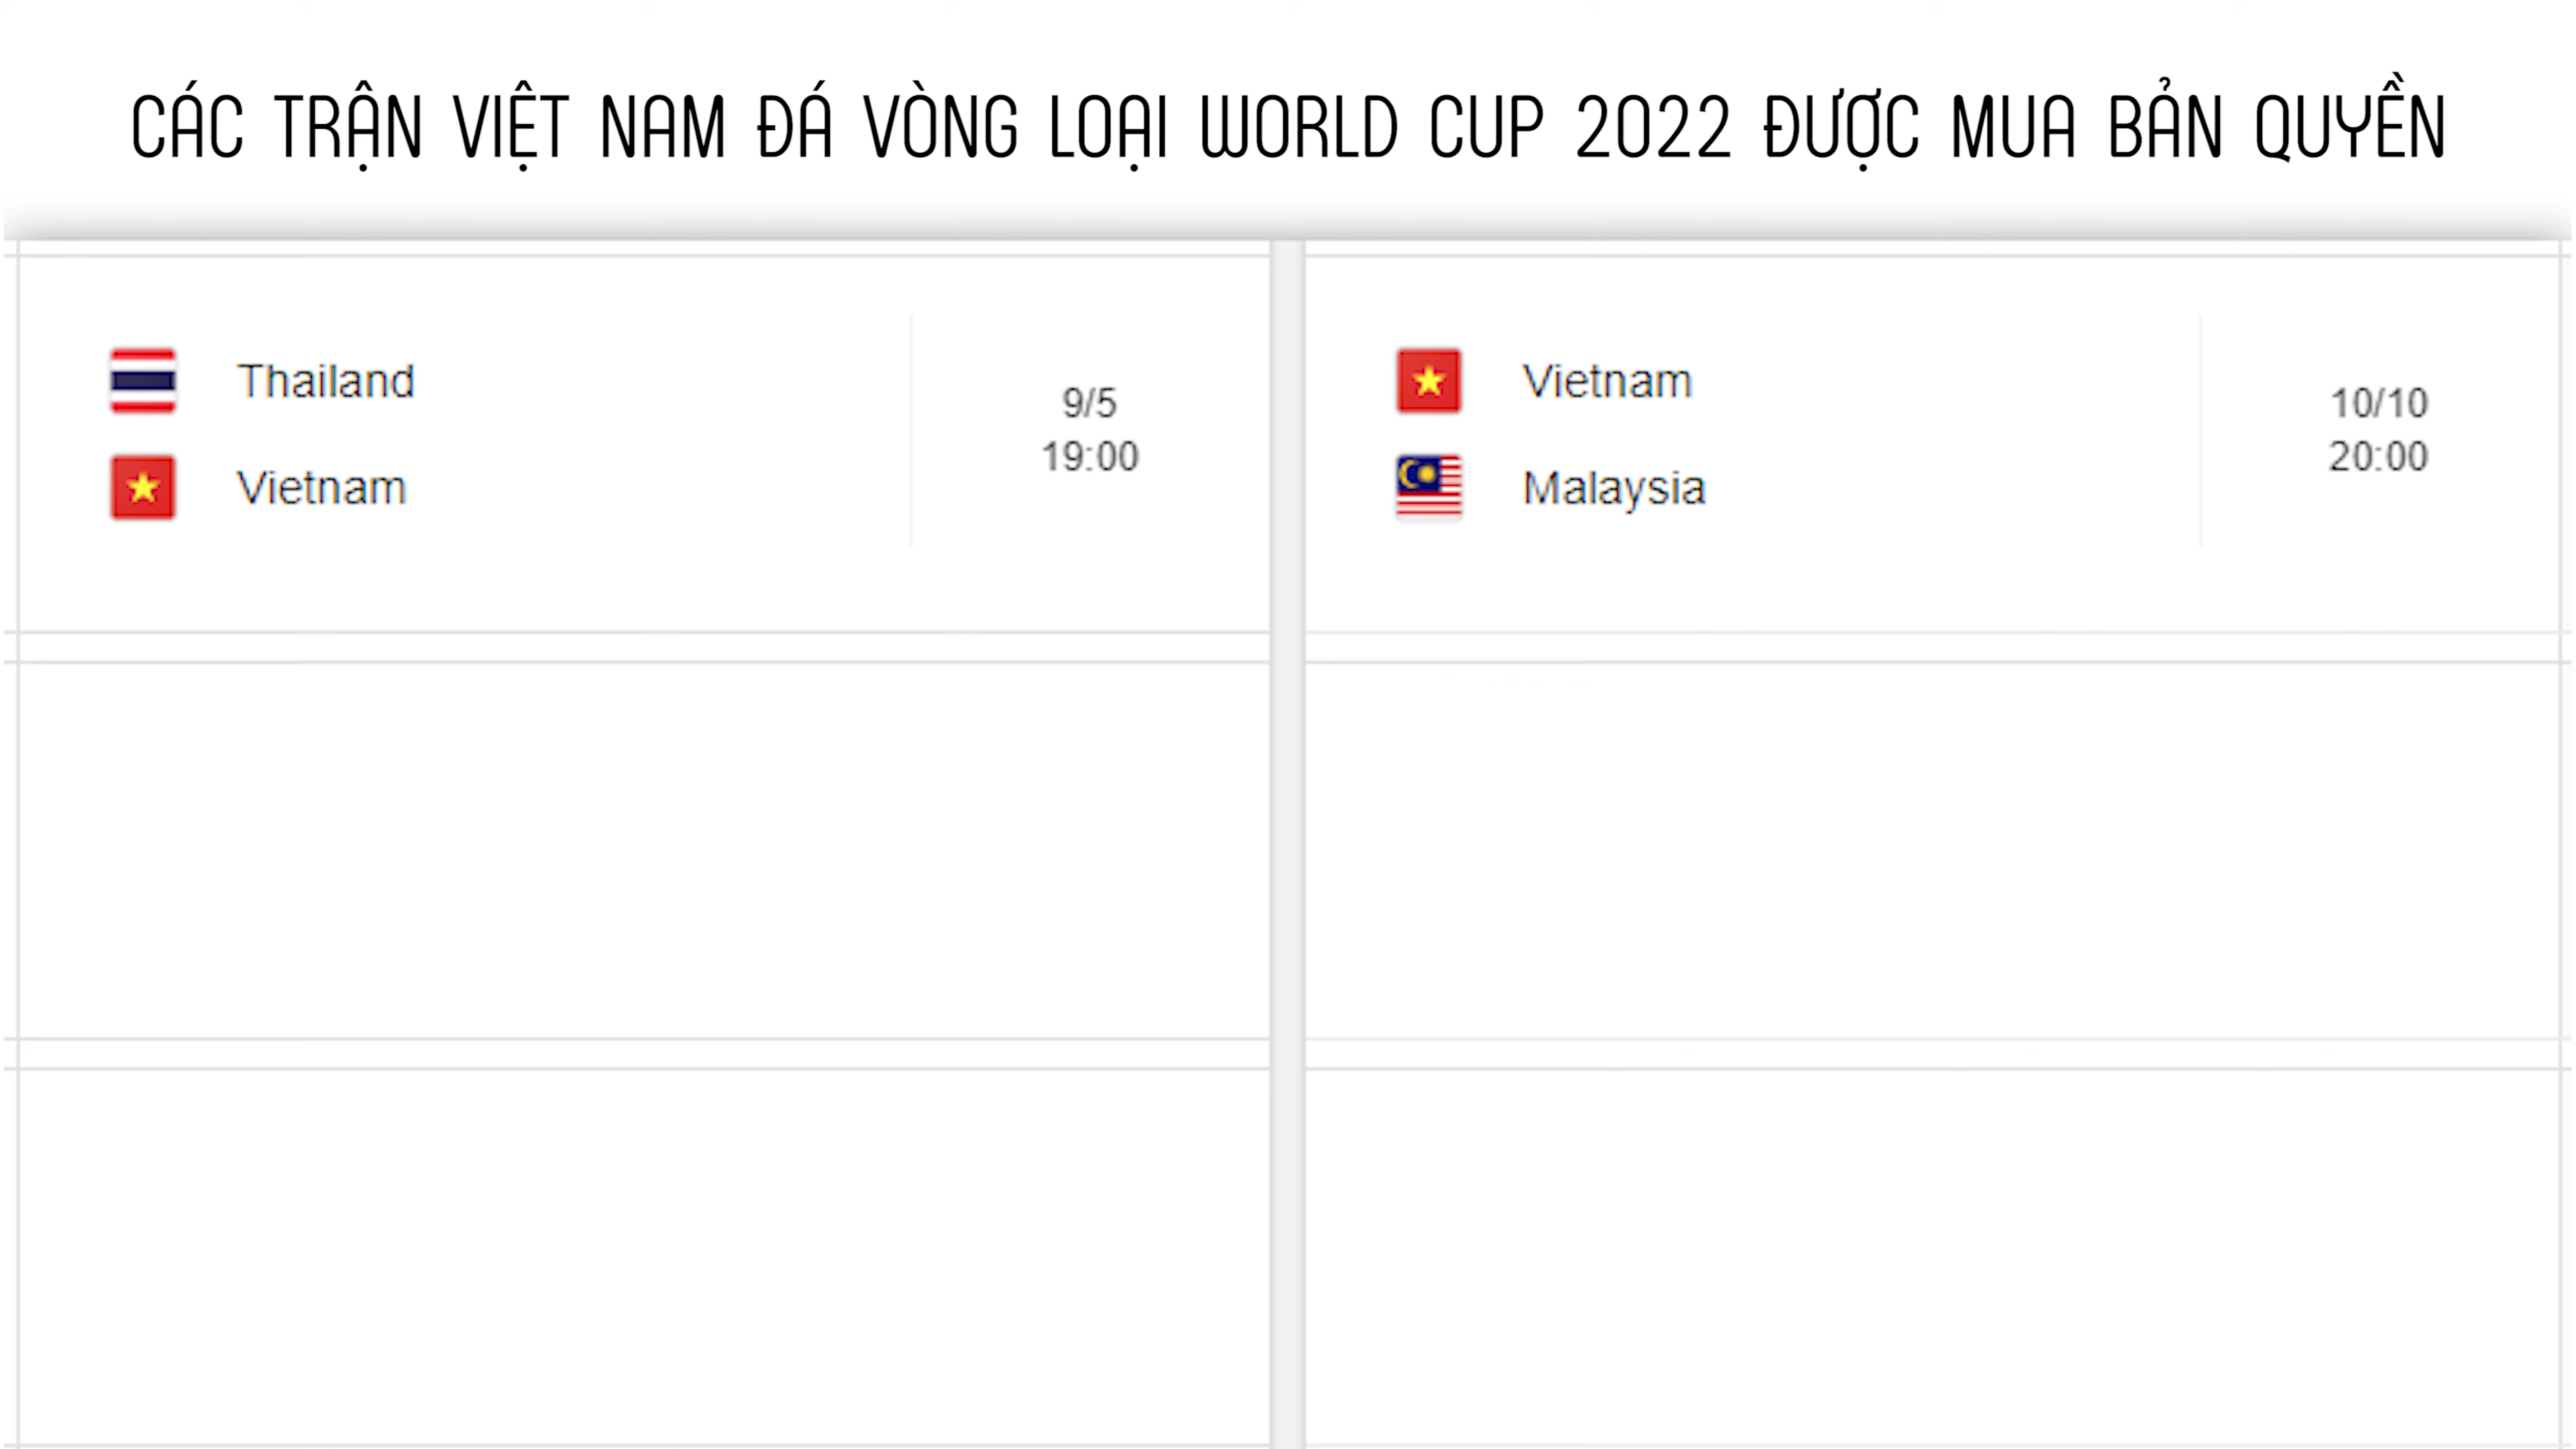 CÁC TRẬN VIỆT NAM ĐÁ VÒNG LOẠI WORLD CUP 2022 ĐƯỢC MUA BẢN QUYỀN
Thailand
Vietnam
9/5
19:00
Vietnam
Malaysia
10/10
20:00